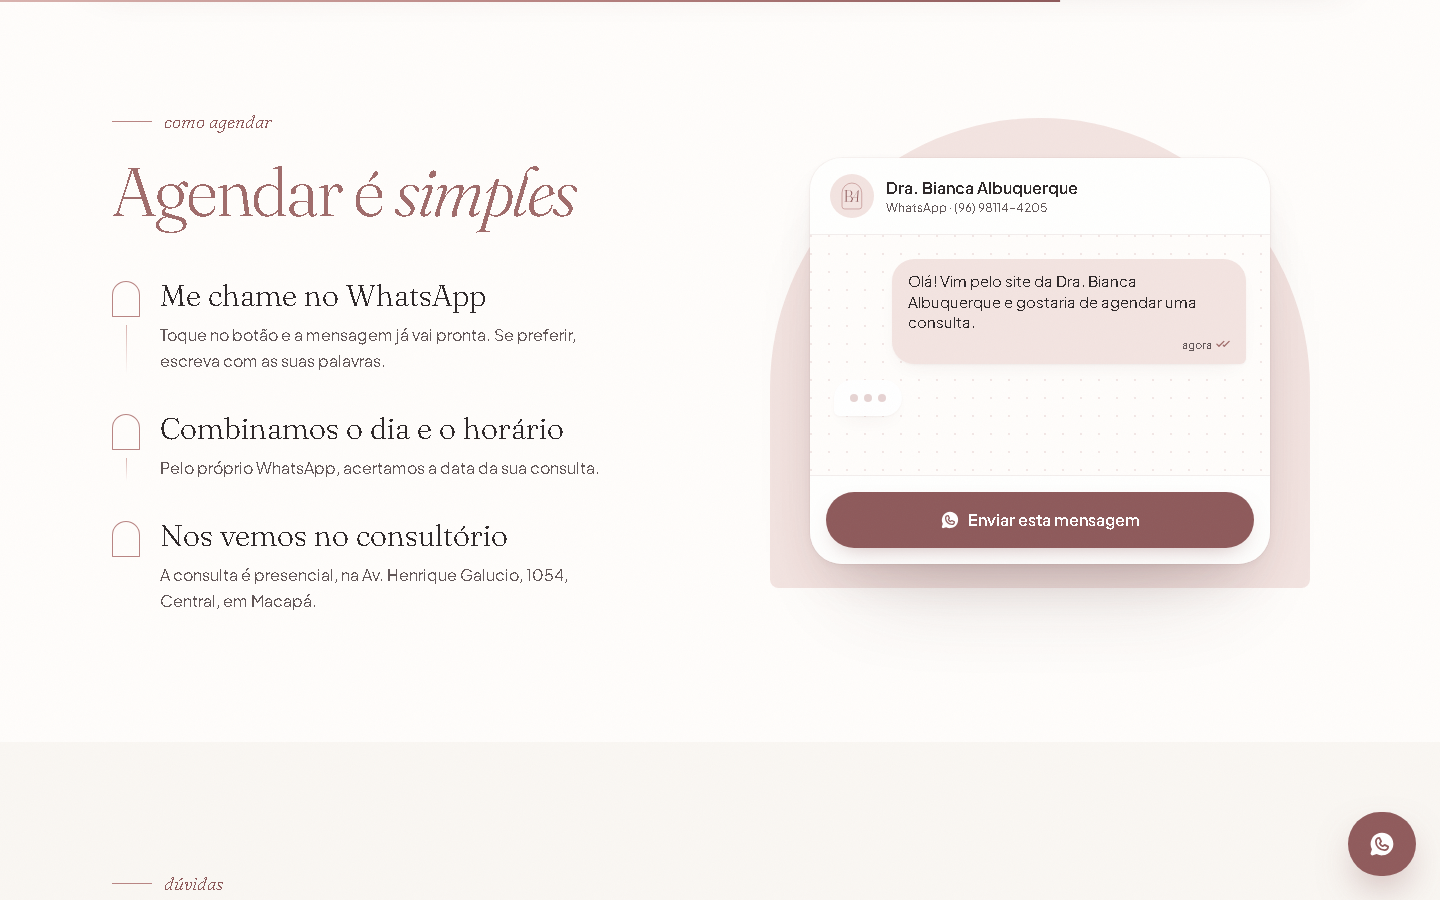 como agendar
Agendar é simples
Me chame no WhatsApp
Toque no botão e a mensagem já vai pronta. Se preferir,
escreva com as suas palavras.
Combinamos o dia e o horário
Pelo próprio WhatsApp, acertamos a data da sua consulta.
Nos vemos no consultório
A consulta é presencial, na Av. Henrique Galucio, 1054,
Central, em Macapá.
BA
Dra. Bianca Albuquerque
WhatsApp · (96) 98114-4205
Olá! Vim pelo site da Dra. Bianca
Albuquerque e gostaria de agendar uma
consulta.
agora
Enviar esta mensagem
dúvidas